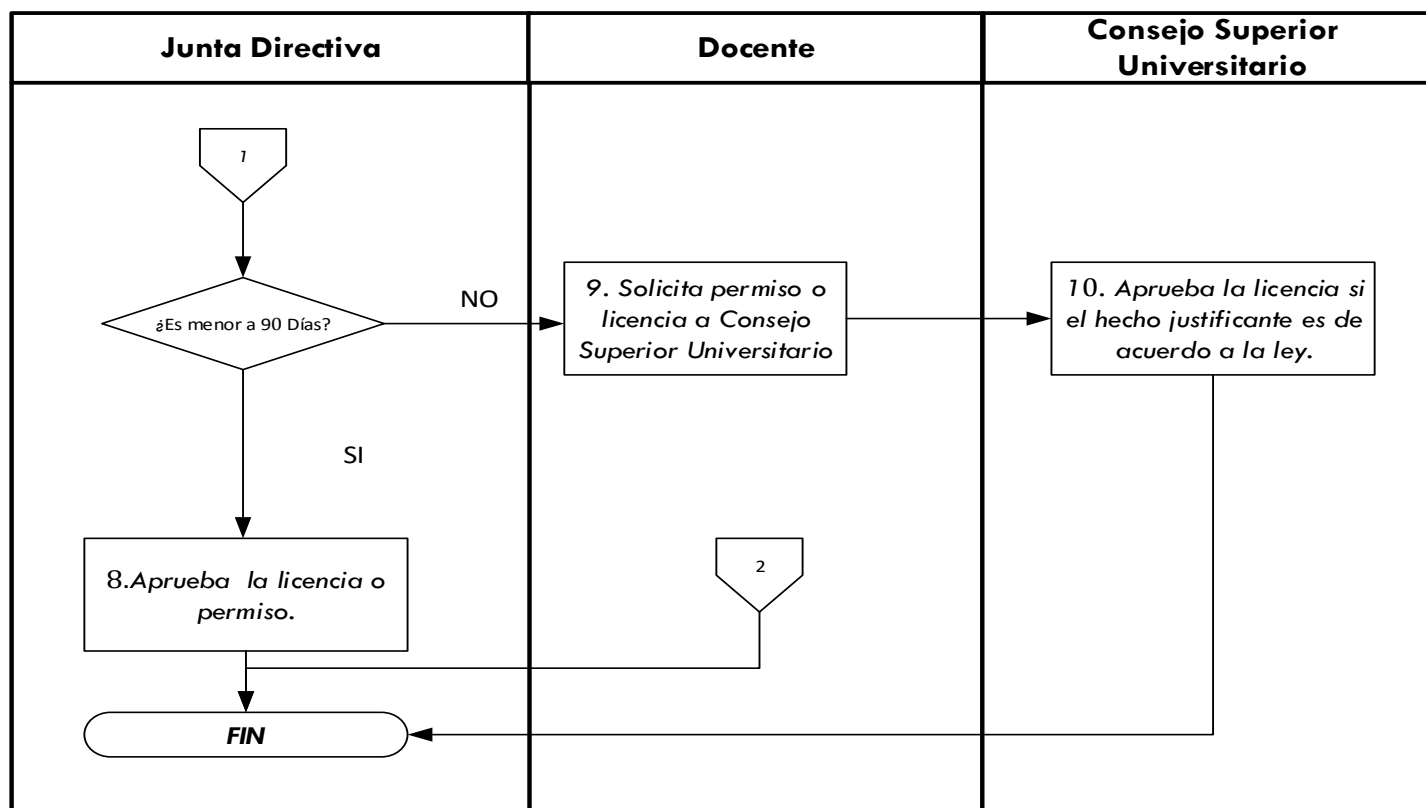 Junta Directiva
Docente
Consejo Superior
Universitario
1
¿Es menor a 90 Días?
NO
9. Solicita permiso o
licencia a Consejo
Superior Universitario
10. Aprueba la licencia si
el hecho justificante es de
acuerdo a la ley.
SI
8.Aprueba la licencia o
permiso.
2
FIN